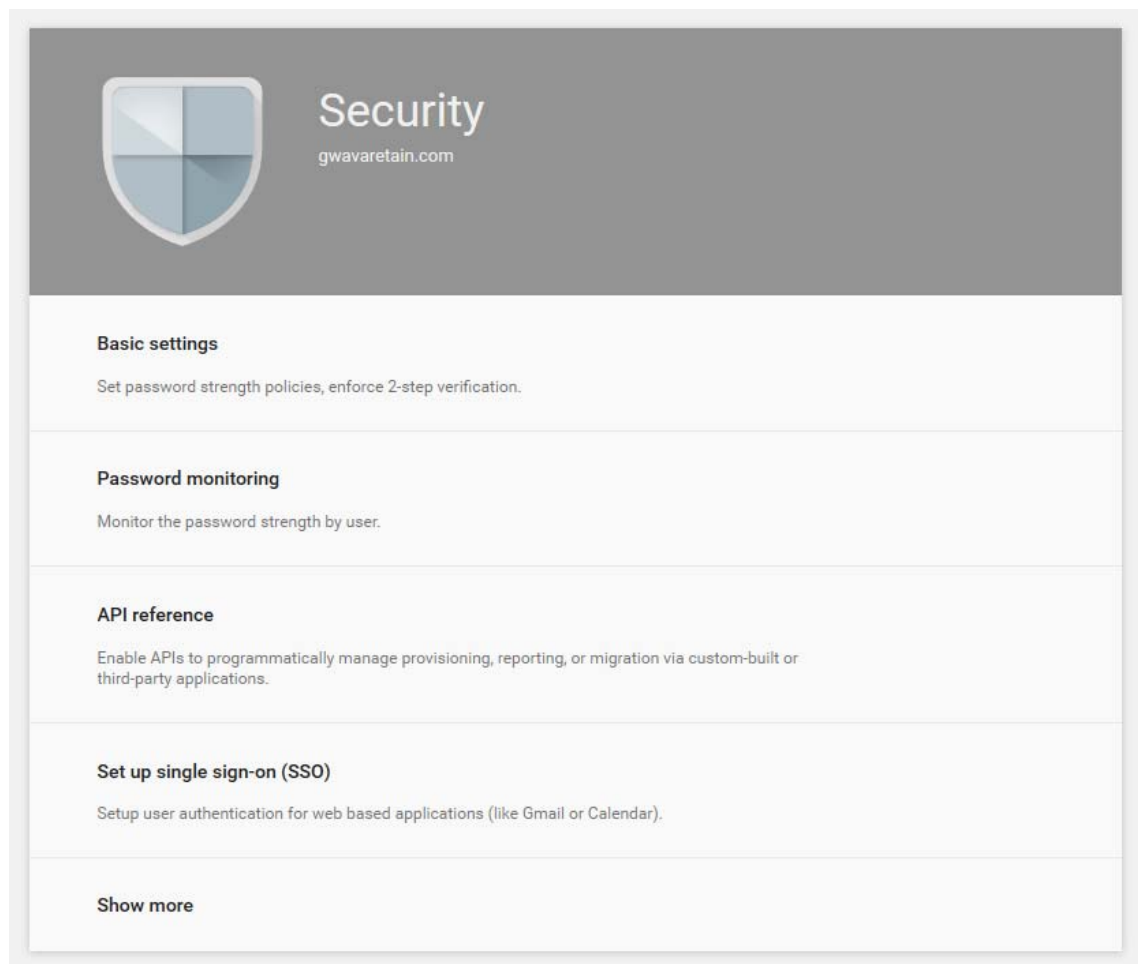 Security
gwavaretain.com
Basic settings
Set password strength policies, enforce 2-step verification.
Password monitoring
Monitor the password strength by user.
API reference
Enable APIs to programmatically manage provisioning, reporting, or migration via custom-built or
third-party applications.
Set up single sign-on (SSO)
Setup user authentication for web based applications (like Gmail or Calendar).
Show more